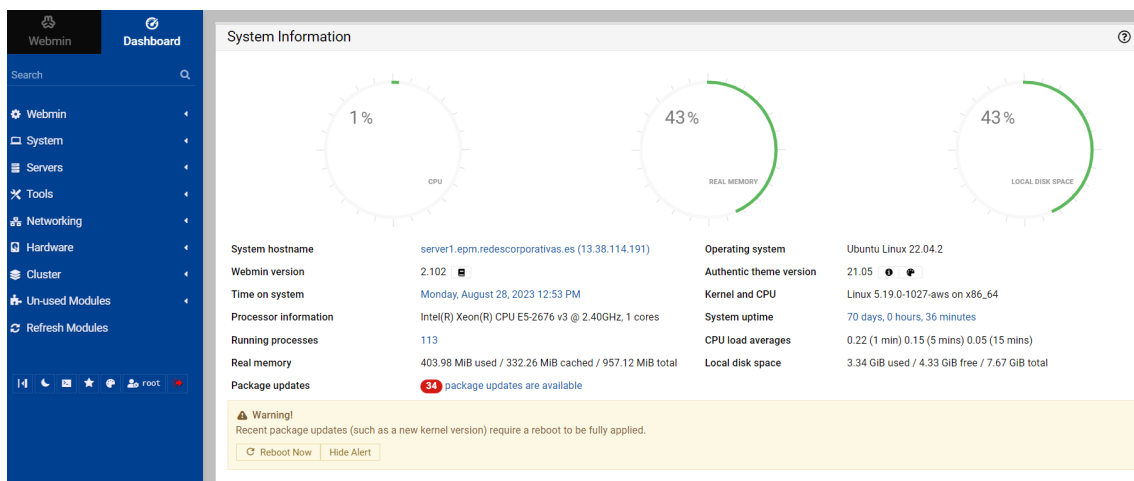 Webmin
Dashboard
Search
Webmin
System
Servers
Tools
Networking
Hardware
Cluster
Un-used Modules
Refresh Modules
root
System Information
1%
CPU
43%
REAL MEMORY
43%
LOCAL DISK SPACE
System hostname server1.epm.redescorporativas.es (13.38.114.191) Operating system Ubuntu Linux 22.04.2
Webmin version 2.102 Authentic theme version 21.05
Time on system Monday, August 28, 2023 12:53 PM Kernel and CPU Linux 5.19.0-1027-aws on x86_64
Processor information Intel(R) Xeon(R) CPU E5-2676 v3 @ 2.40GHz, 1 cores System uptime 70 days, 0 hours, 36 minutes
Running processes 113 CPU load averages 0.22 (1 min) 0.15 (5 mins) 0.05 (15 mins)
Real memory 403.98 MiB used / 332.26 MiB cached / 957.12 MiB total Local disk space 3.34 GiB used / 4.33 GiB free / 7.67 GiB total
Package updates 34 package updates are available
Warning!
Recent package updates (such as a new kernel version) require a reboot to be fully applied.
Reboot Now Hide Alert